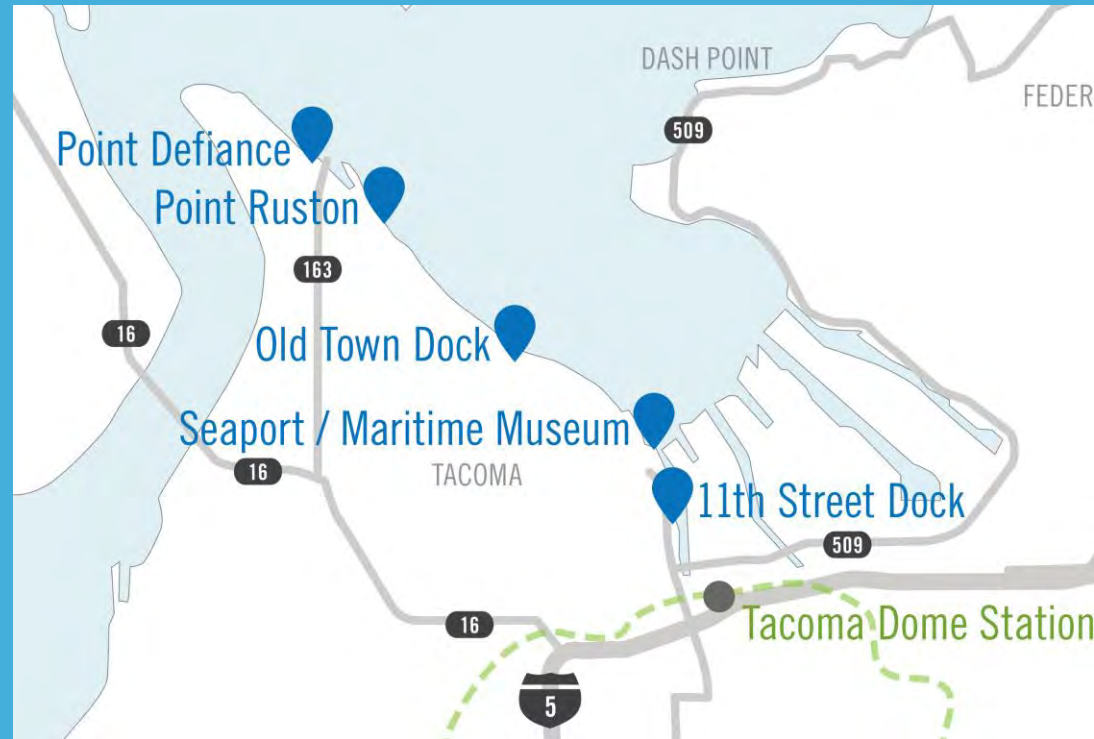 DASH POINT
FEDER
509
Point Defiance
Point Ruston
163
16
Old Town Dock
Seaport / Maritime Museum
16
TACOMA
11th Street Dock
509
16
Tacoma Dome Station
5